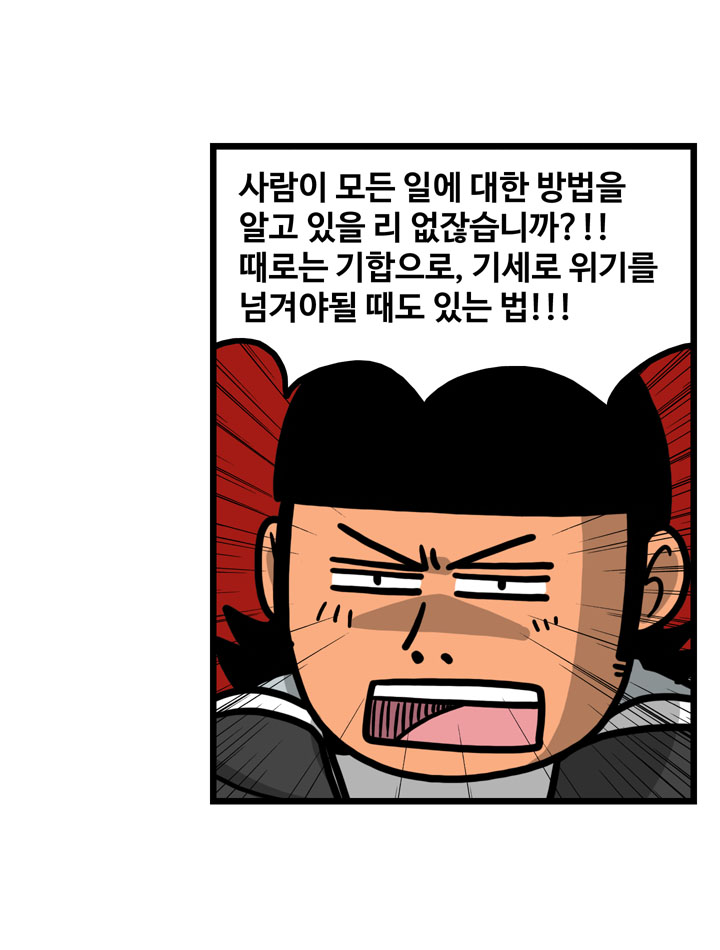 사람이 모든 일에 대한 방법을
알고 있을 리 없잖습니까?!!
때로는 기합으로, 기세로 위기를
넘겨야될 때도 있는 법!!!